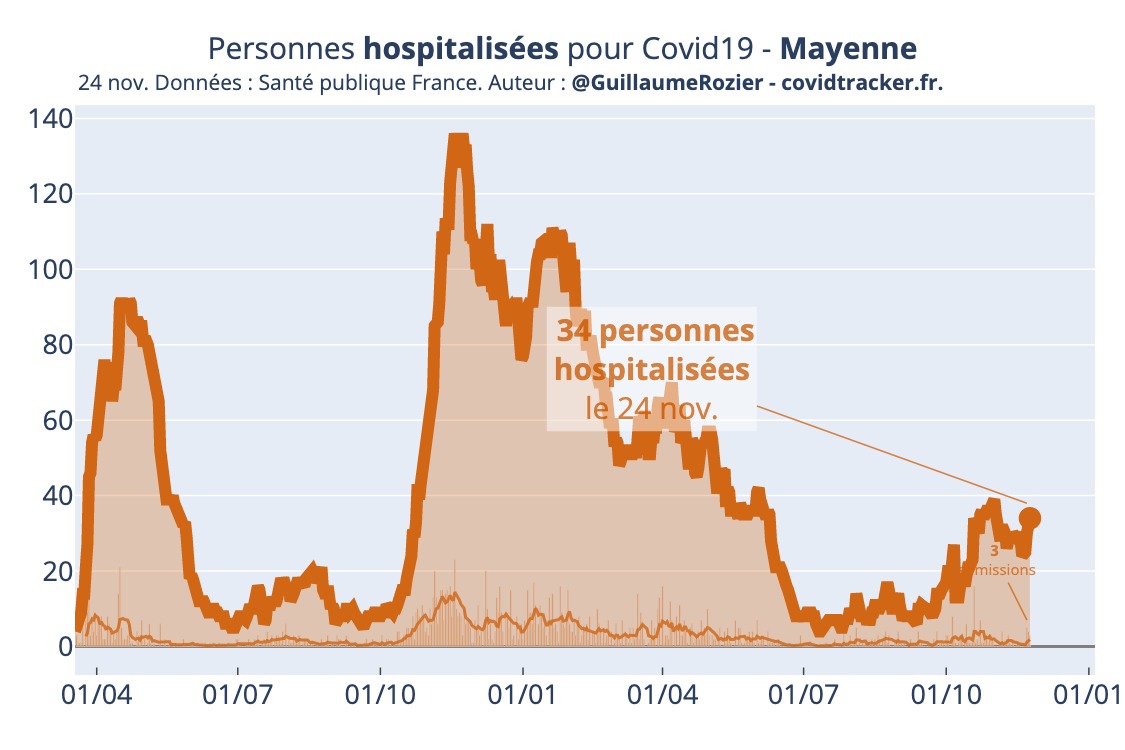 Personnes hospitalisées pour Covid19 - Mayenne
24 nov. Données : Santé publique France. Auteur : @GuillaumeRozier - covidtracker.fr.
140
120
100
80
60
40
20
0
34 personnes
hospitalisées
le 24 nov.
3
missions
01/04
01/07
01/10
01/01
01/04
01/07
01/10
01/01